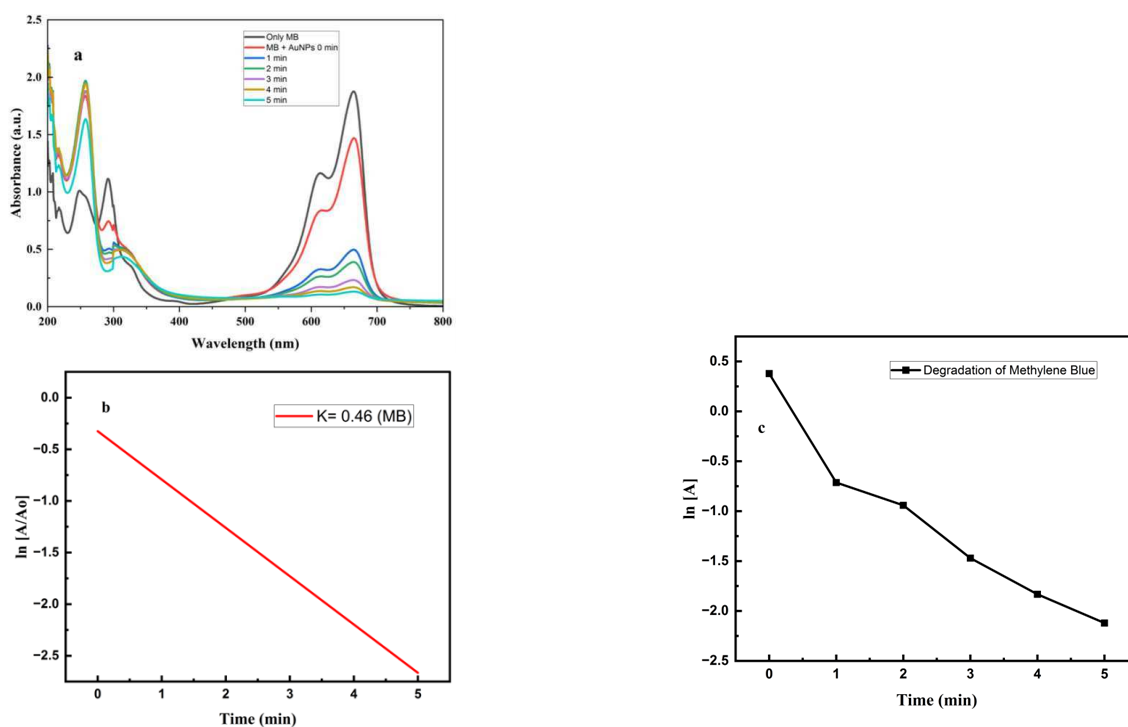 a
Only MB
MB + AuNPs 0 min
1 min
2 min
3 min
4 min
5 min
Absorbance (a.u.)
2.5
2.0
1.5
1.0
0.5
0.0
200 300 400 500 600 700 800
Wavelength (nm)
b
K= 0.46 (MB)
ln [A/Ao]
0.0
−0.5
−1.0
−1.5
−2.0
−2.5
0 1 2 3 4 5
Time (min)
c
Degradation of Methylene Blue
ln [A]
0.5
0.0
−0.5
−1.0
−1.5
−2.0
−2.5
0 1 2 3 4 5
Time (min)